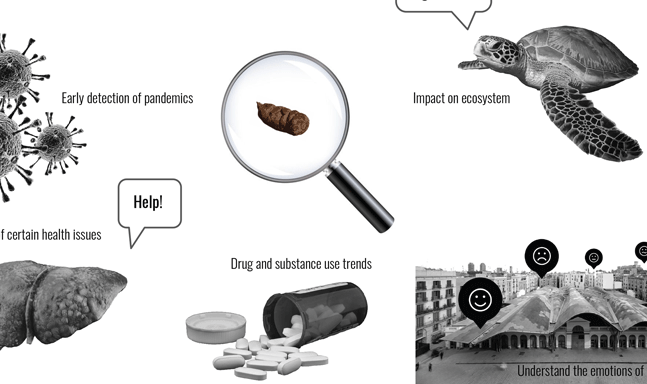 Early detection of pandemics
Impact on ecosystem
Help!
f certain health issues
Drug and substance use trends
Understand the emotions of